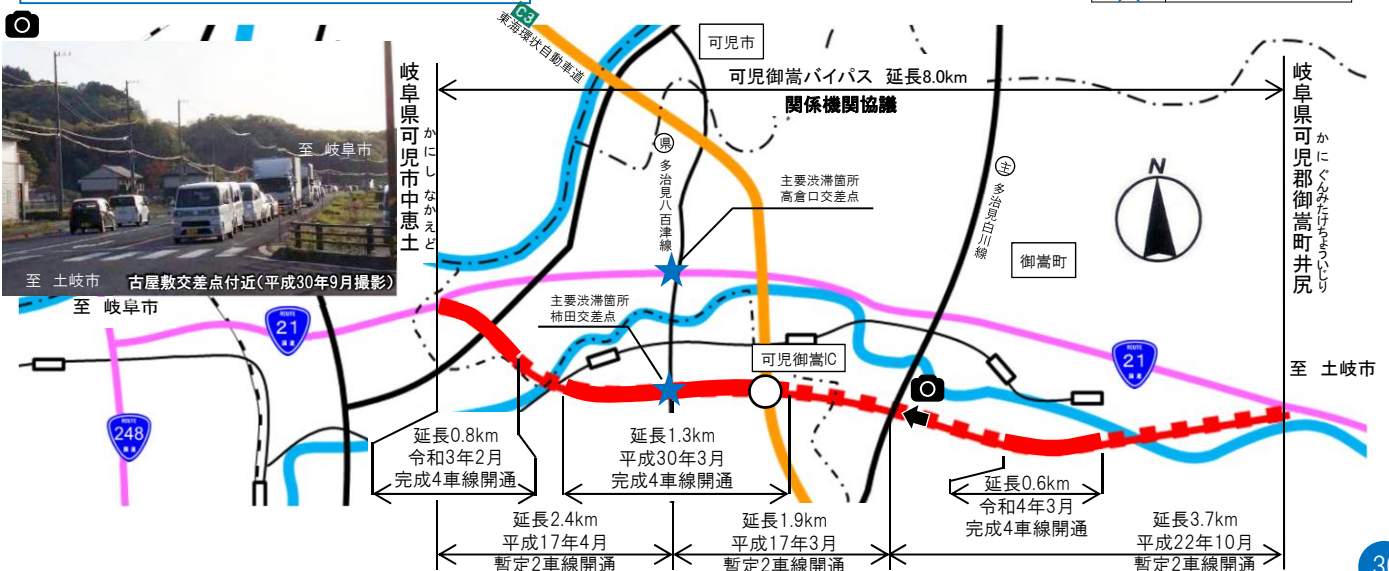 C3
東海環状自動車道
可児市
可児御嵩バイパス 延長8.0km
関係機関協議
岐阜県可児市中恵土
かにし なかえど
岐阜県可児郡御嵩町井尻
かに ぐんみたけちょういじり
至 岐阜市
至 土岐市
古屋敷交差点付近(平成30年9月撮影)
至 岐阜市
県
多治見八百津線
主要渋滞箇所
高倉口交差点
主
多治見白川線
N
御嵩町
主要渋滞箇所
柿田交差点
ROUTE
21
国道
可児御嵩IC
ROUTE
21
国道
至 土岐市
ROUTE
248
国道
延長0.8km
令和3年2月
完成4車線開通
延長1.3km
平成30年3月
完成4車線開通
延長0.6km
令和4年3月
完成4車線開通
延長2.4km
平成17年4月
暫定2車線開通
延長1.9km
平成17年3月
暫定2車線開通
延長3.7km
平成22年10月
暫定2車線開通